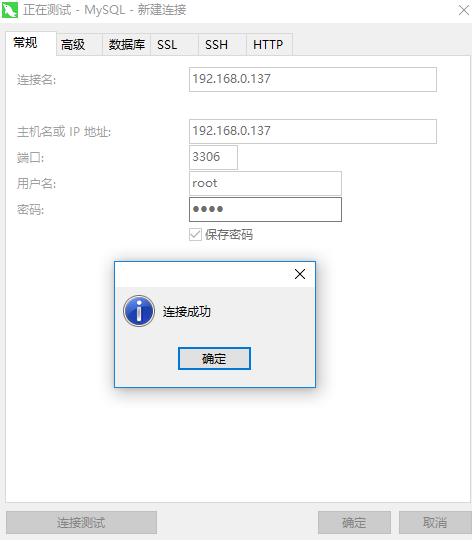 正在测试 - MySQL - 新建连接
常规 高级 数据库 SSL SSH HTTP
连接名: 192.168.0.137
主机名或 IP 地址: 192.168.0.137
端口: 3306
用户名: root
密码: ●●●●
保存密码
连接成功
确定
连接测试 确定 取消